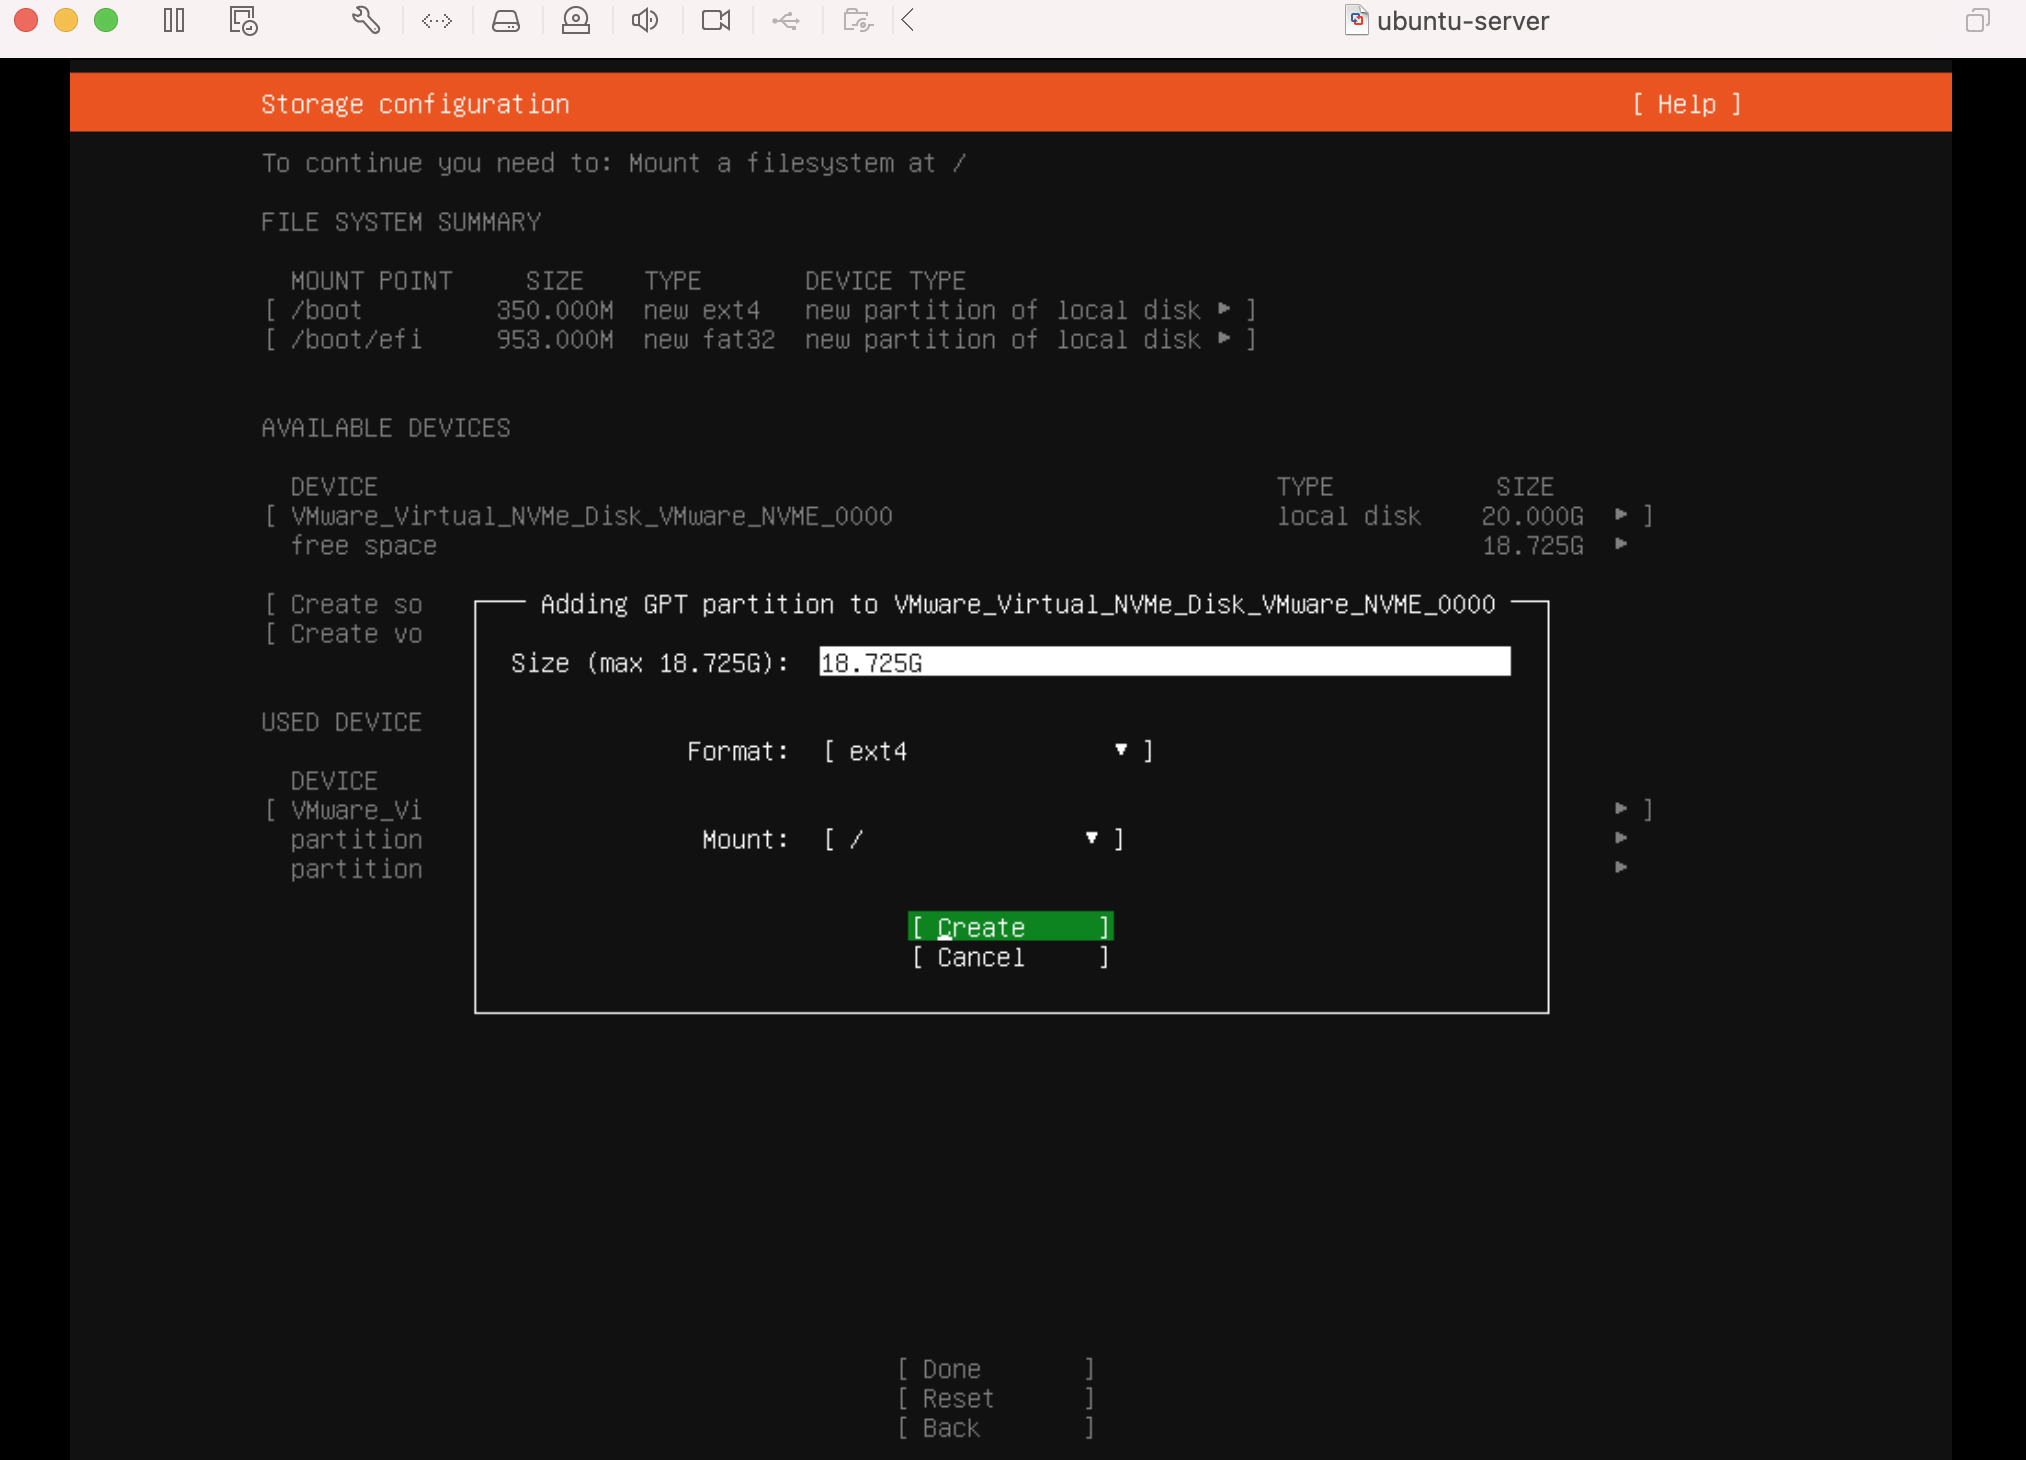 ubuntu-server
Storage configuration [ Help ]
To continue you need to: Mount a filesystem at /
FILE SYSTEM SUMMARY
MOUNT POINT SIZE TYPE DEVICE TYPE
[ /boot 350.000M new ext4 new partition of local disk ▸ ]
[ /boot/efi 953.000M new fat32 new partition of local disk ▸ ]
AVAILABLE DEVICES
DEVICE TYPE SIZE
[ VMware_Virtual_NVMe_Disk_VMware_NVME_0000 local disk 20.000G ▸ ]
free space 18.725G ▸
[ Create so
[ Create vo
Adding GPT partition to VMware_Virtual_NVMe_Disk_VMware_NVME_0000
Size (max 18.725G): 18.725G
Format: [ ext4 ▾ ]
Mount: [ / ▾ ]
[ Create ]
[ Cancel ]
USED DEVICE
DEVICE
[ VMware_Vi ▸ ]
partition ▸
partition ▸
[ Done ]
[ Reset ]
[ Back ]